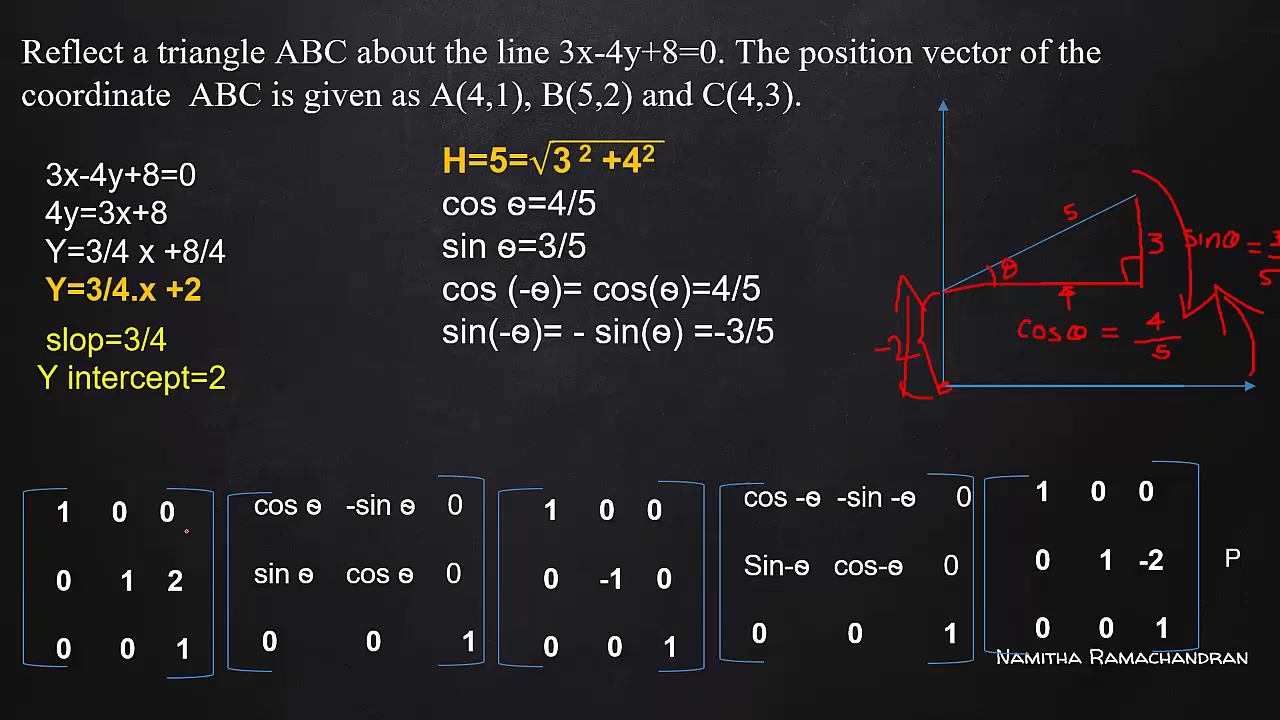 Reflect a triangle ABC about the line 3x-4y+8=0. The position vector of the
coordinate ABC is given as A(4,1), B(5,2) and C(4,3).
3x-4y+8=0
4y=3x+8
Y=3/4 x +8/4
Y=3/4.x +2
slop=3/4
Y intercept=2
H=5=√3 ² +4²
cos ө=4/5
sin ө=3/5
cos (-ө)= cos(ө)=4/5
sin(-ө)= - sin(ө) =-3/5
5
3
sinθ = 3/5
θ
4
cosθ = 4/5
-2
1 0 0
0 1 2
0 0 1
cos ө -sin ө 0
sin ө cos ө 0
0 0 1
1 0 0
0 -1 0
0 0 1
cos -ө -sin -ө 0
Sin-ө cos-ө 0
0 0 1
1 0 0
0 1 -2
0 0 1
P
Namitha Ramachandran